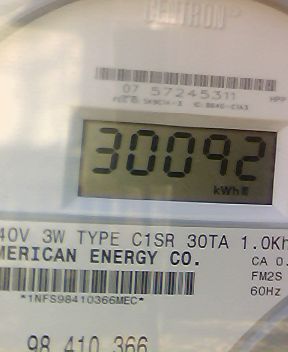 CENTRON
07 57245311
30092
kWh
40V 3W TYPE C1SR 30TA 1.0Kh
MERICAN ENERGY CO.
CA 0.
FM2S
*1NFS98410366MEC*
60Hz
98 410 366